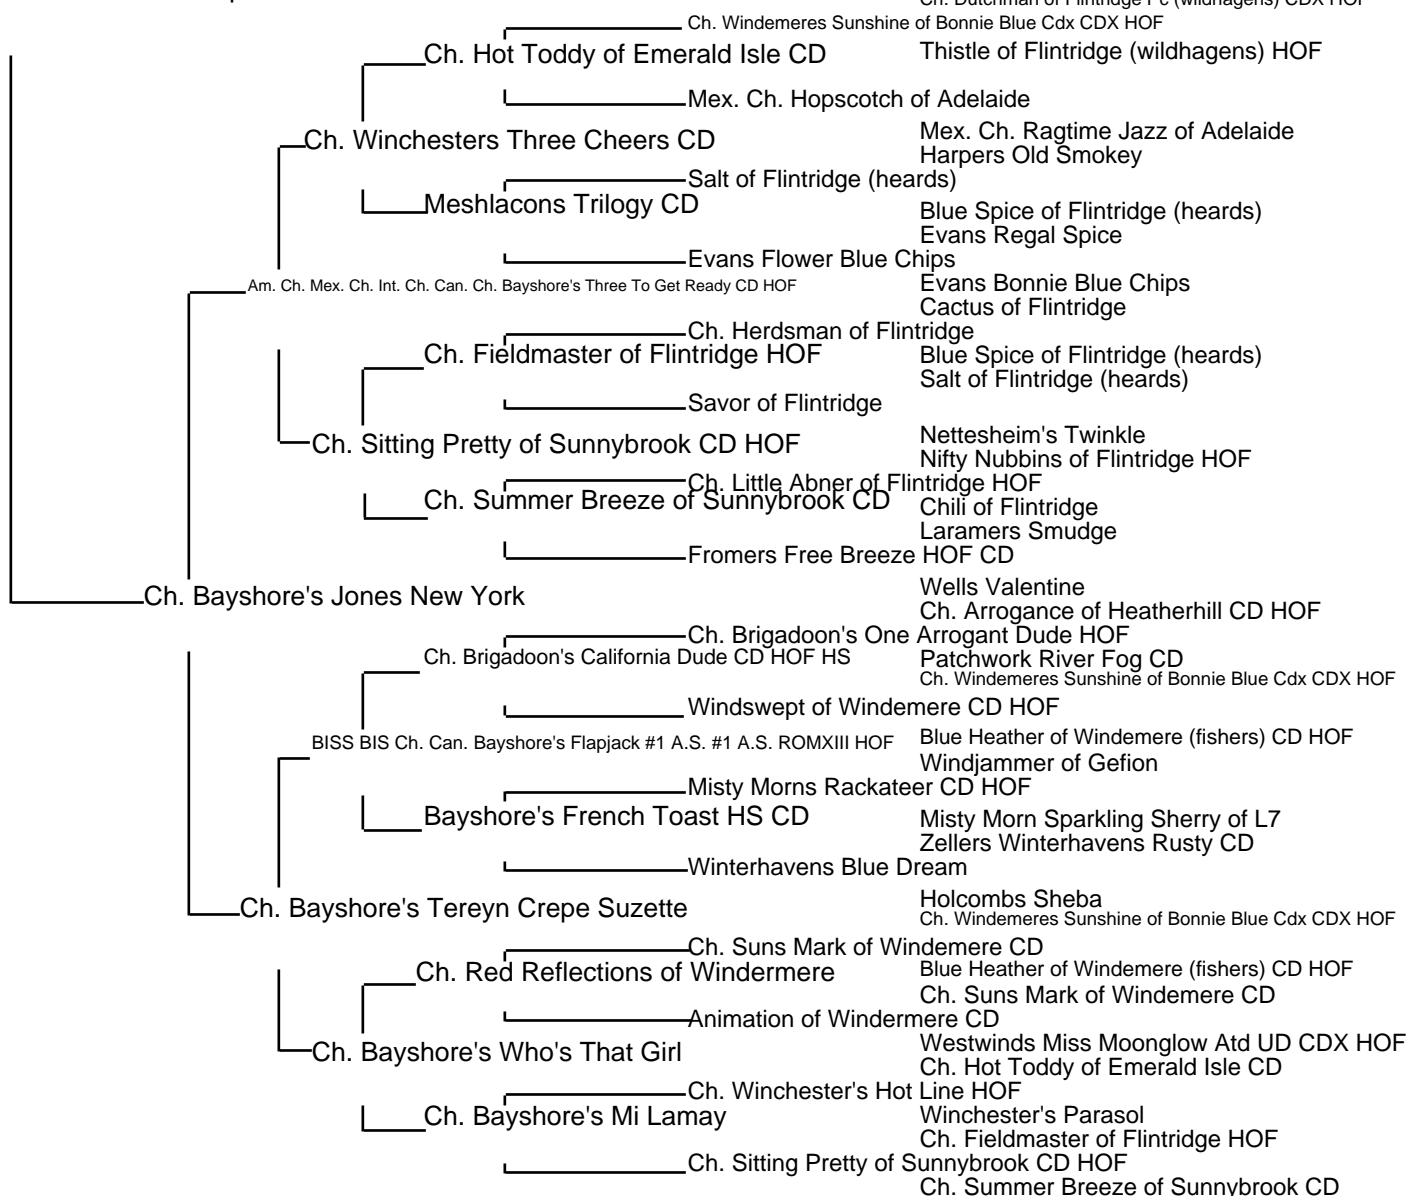 Ch. Dutchman of Flintridge Pc (wildhagens) CDX HOF
Ch. Windemeres Sunshine of Bonnie Blue Cdx CDX HOF
Ch. Hot Toddy of Emerald Isle CD
Thistle of Flintridge (wildhagens) HOF
Mex. Ch. Hopscotch of Adelaide
Mex. Ch. Ragtime Jazz of Adelaide
Ch. Winchesters Three Cheers CD
Harpers Old Smokey
Salt of Flintridge (heards)
Meshlacons Trilogy CD
Blue Spice of Flintridge (heards)
Evans Regal Spice
Evans Flower Blue Chips
Am. Ch. Mex. Ch. Int. Ch. Can. Ch. Bayshore's Three To Get Ready CD HOF
Evans Bonnie Blue Chips
Cactus of Flintridge
Ch. Herdsman of Flintridge
Ch. Fieldmaster of Flintridge HOF
Blue Spice of Flintridge (heards)
Salt of Flintridge (heards)
Savor of Flintridge
Nettesheim's Twinkle
Ch. Sitting Pretty of Sunnybrook CD HOF
Nifty Nubbins of Flintridge HOF
Ch. Little Abner of Flintridge HOF
Ch. Summer Breeze of Sunnybrook CD
Chili of Flintridge
Laramers Smudge
Fromers Free Breeze HOF CD
Wells Valentine
Ch. Bayshore's Jones New York
Ch. Arrogance of Heatherhill CD HOF
Ch. Brigadoon's One Arrogant Dude HOF
Ch. Brigadoon's California Dude CD HOF HS
Patchwork River Fog CD
Ch. Windemeres Sunshine of Bonnie Blue Cdx CDX HOF
Windswept of Windemere CD HOF
BISS BIS Ch. Can. Bayshore's Flapjack #1 A.S. #1 A.S. ROMXIII HOF
Blue Heather of Windemere (fishers) CD HOF
Windjammer of Gefion
Misty Morns Rackateer CD HOF
Bayshore's French Toast HS CD
Misty Morn Sparkling Sherry of L7
Zellers Winterhavens Rusty CD
Winterhavens Blue Dream
Holcombs Sheba
Ch. Bayshore's Tereyn Crepe Suzette
Ch. Windemeres Sunshine of Bonnie Blue Cdx CDX HOF
Ch. Suns Mark of Windemere CD
Ch. Red Reflections of Windermere
Blue Heather of Windemere (fishers) CD HOF
Ch. Suns Mark of Windemere CD
Animation of Windermere CD
Westwinds Miss Moonglow Atd UD CDX HOF
Ch. Bayshore's Who's That Girl
Ch. Hot Toddy of Emerald Isle CD
Ch. Winchester's Hot Line HOF
Ch. Bayshore's Mi Lamay
Winchester's Parasol
Ch. Fieldmaster of Flintridge HOF
Ch. Sitting Pretty of Sunnybrook CD HOF
Ch. Summer Breeze of Sunnybrook CD